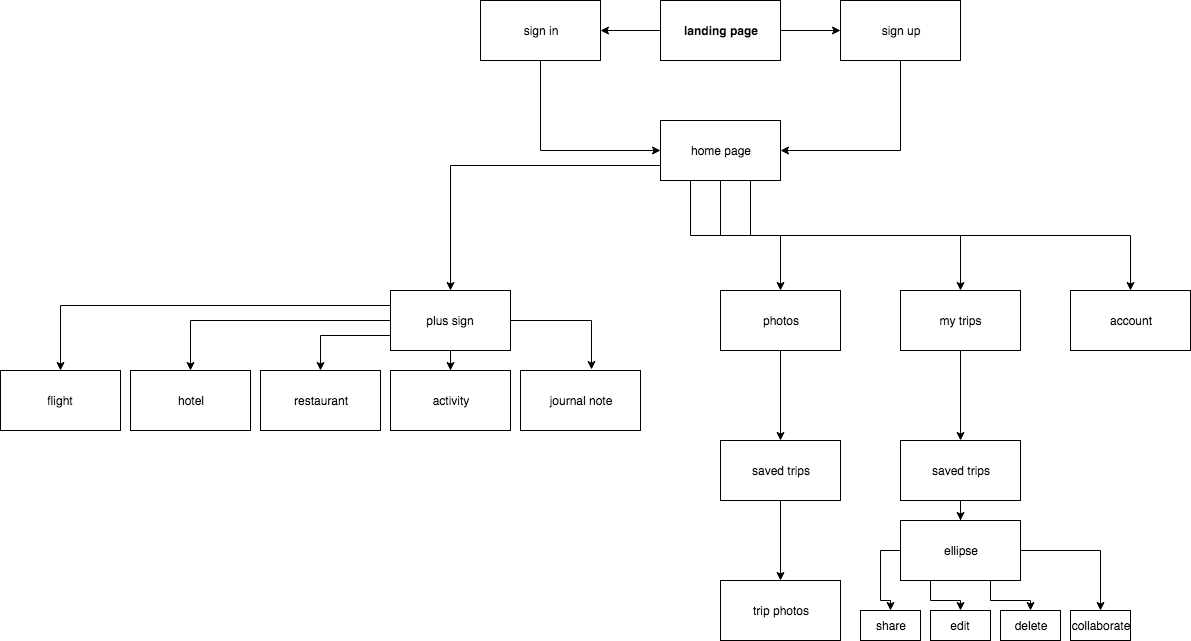 sign in
landing page
sign up
home page
plus sign
photos
my trips
account
flight
hotel
restaurant
activity
journal note
saved trips
saved trips
ellipse
trip photos
share
edit
delete
collaborate